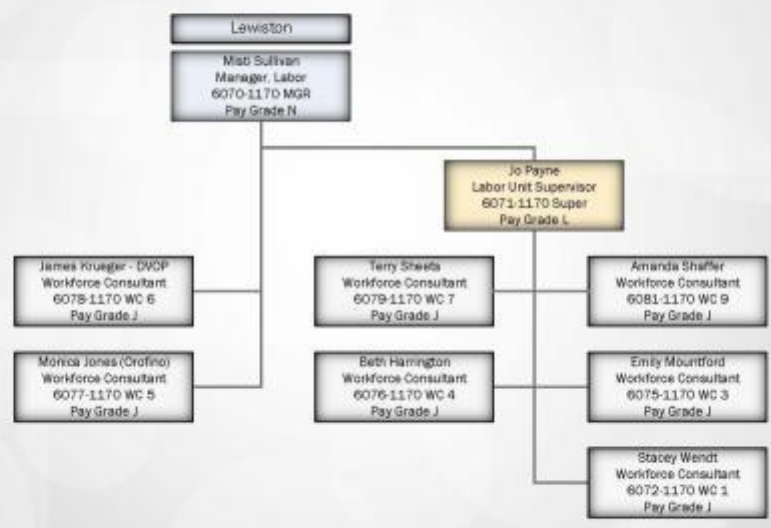 Lewiston
Misti Sullivan
Manager, Labor
6070-1170 MGR
Pay Grade N
Jo Payne
Labor Unit Supervisor
6071-1170 Super
Pay Grade L
James Krueger - DVOP
Workforce Consultant
6078-1170 WC 6
Pay Grade J
Terry Sheets
Workforce Consultant
6079-1170 WC 7
Pay Grade J
Amanda Shaffer
Workforce Consultant
6081-1170 WC 9
Pay Grade J
Monica Jones (Orofino)
Workforce Consultant
6077-1170 WC 5
Pay Grade J
Beth Harrington
Workforce Consultant
6076-1170 WC 4
Pay Grade J
Emily Mountford
Workforce Consultant
6075-1170 WC 3
Pay Grade J
Stacey Wendt
Workforce Consultant
6072-1170 WC 1
Pay Grade J